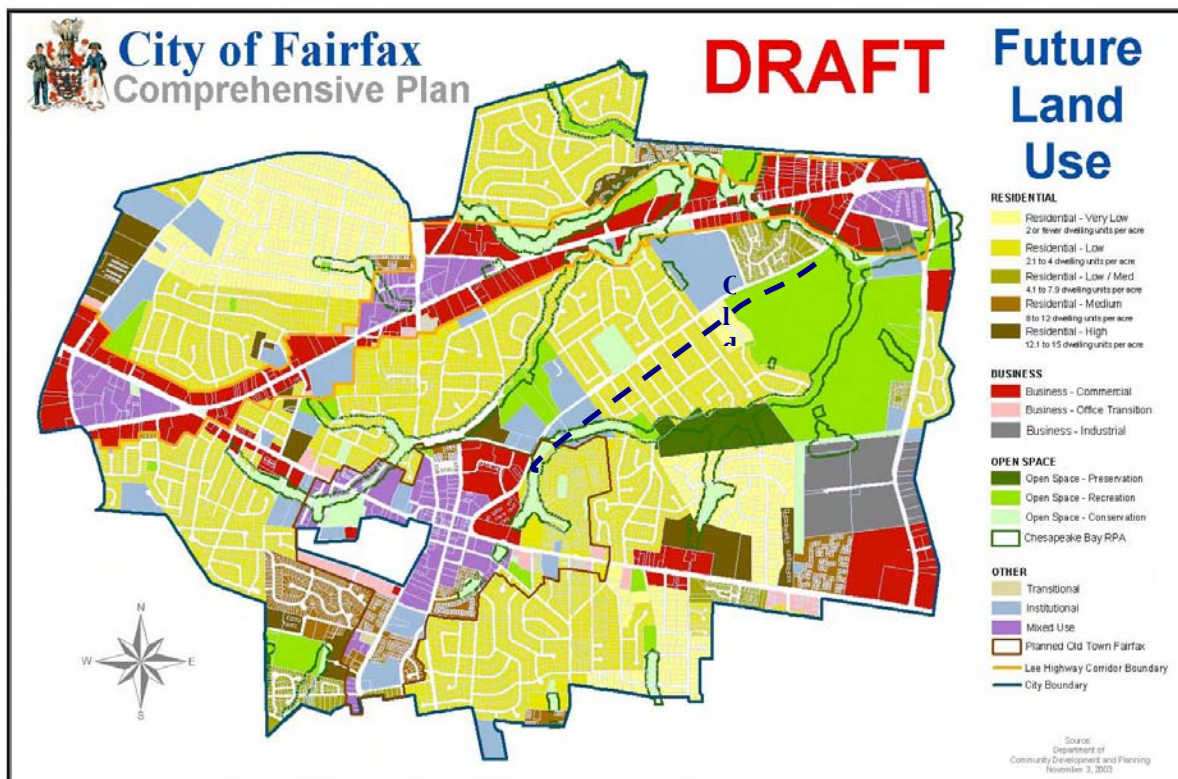 City of Fairfax
Comprehensive Plan
DRAFT
Future
Land
Use
RESIDENTIAL
Residential - Very Low
2 or fewer dwelling units per acre
Residential - Low
2.1 to 4 dwelling units per acre
Residential - Low / Med
4.1 to 7.9 dwelling units per acre
Residential - Medium
8 to 12 dwelling units per acre
Residential - High
12.1 to 15 dwelling units per acre
BUSINESS
Business - Commercial
Business - Office Transition
Business - Industrial
OPEN SPACE
Open Space - Preservation
Open Space - Recreation
Open Space - Conservation
Chesapeake Bay RPA
OTHER
Transitional
Institutional
Mixed Use
Planned Old Town Fairfax
Lee Highway Corridor Boundary
City Boundary
C
l
d
N
W
E
S
Source:
Department of
Community Development and Planning
November 3, 2003